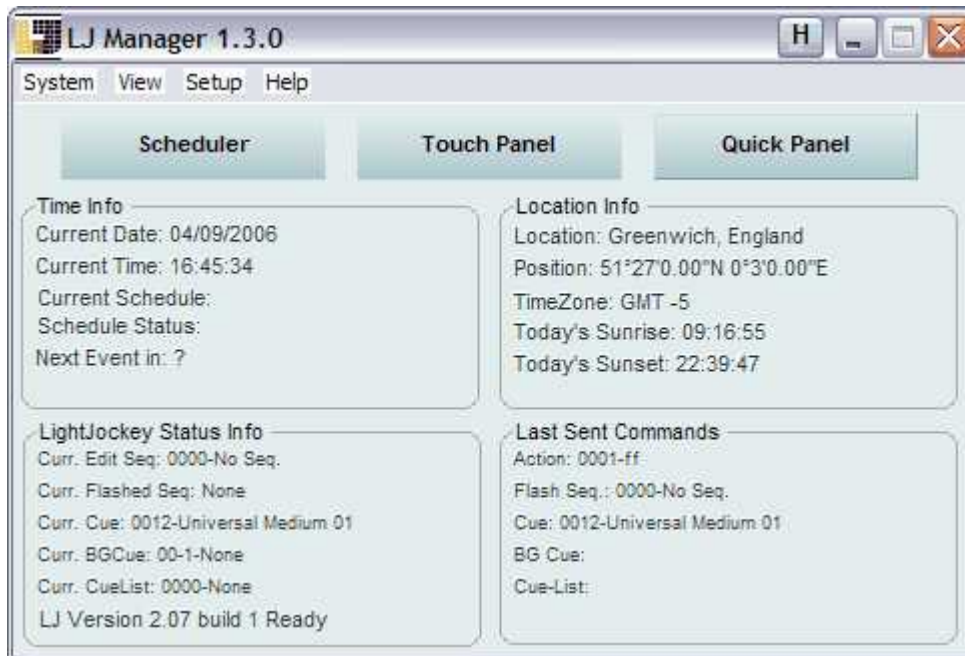 LJ Manager 1.3.0
H
System View Setup Help
Scheduler Touch Panel Quick Panel
Time Info
Current Date: 04/09/2006
Current Time: 16:45:34
Current Schedule:
Schedule Status:
Next Event in: ?
Location Info
Location: Greenwich, England
Position: 51°27'0.00"N 0°3'0.00"E
TimeZone: GMT -5
Today's Sunrise: 09:16:55
Today's Sunset: 22:39:47
LightJockey Status Info
Curr. Edit Seq: 0000-No Seq.
Curr. Flashed Seq: None
Curr. Cue: 0012-Universal Medium 01
Curr. BGCue: 00-1-None
Curr. CueList: 0000-None
LJ Version 2.07 build 1 Ready
Last Sent Commands
Action: 0001-ff
Flash Seq.: 0000-No Seq.
Cue: 0012-Universal Medium 01
BG Cue:
Cue-List: